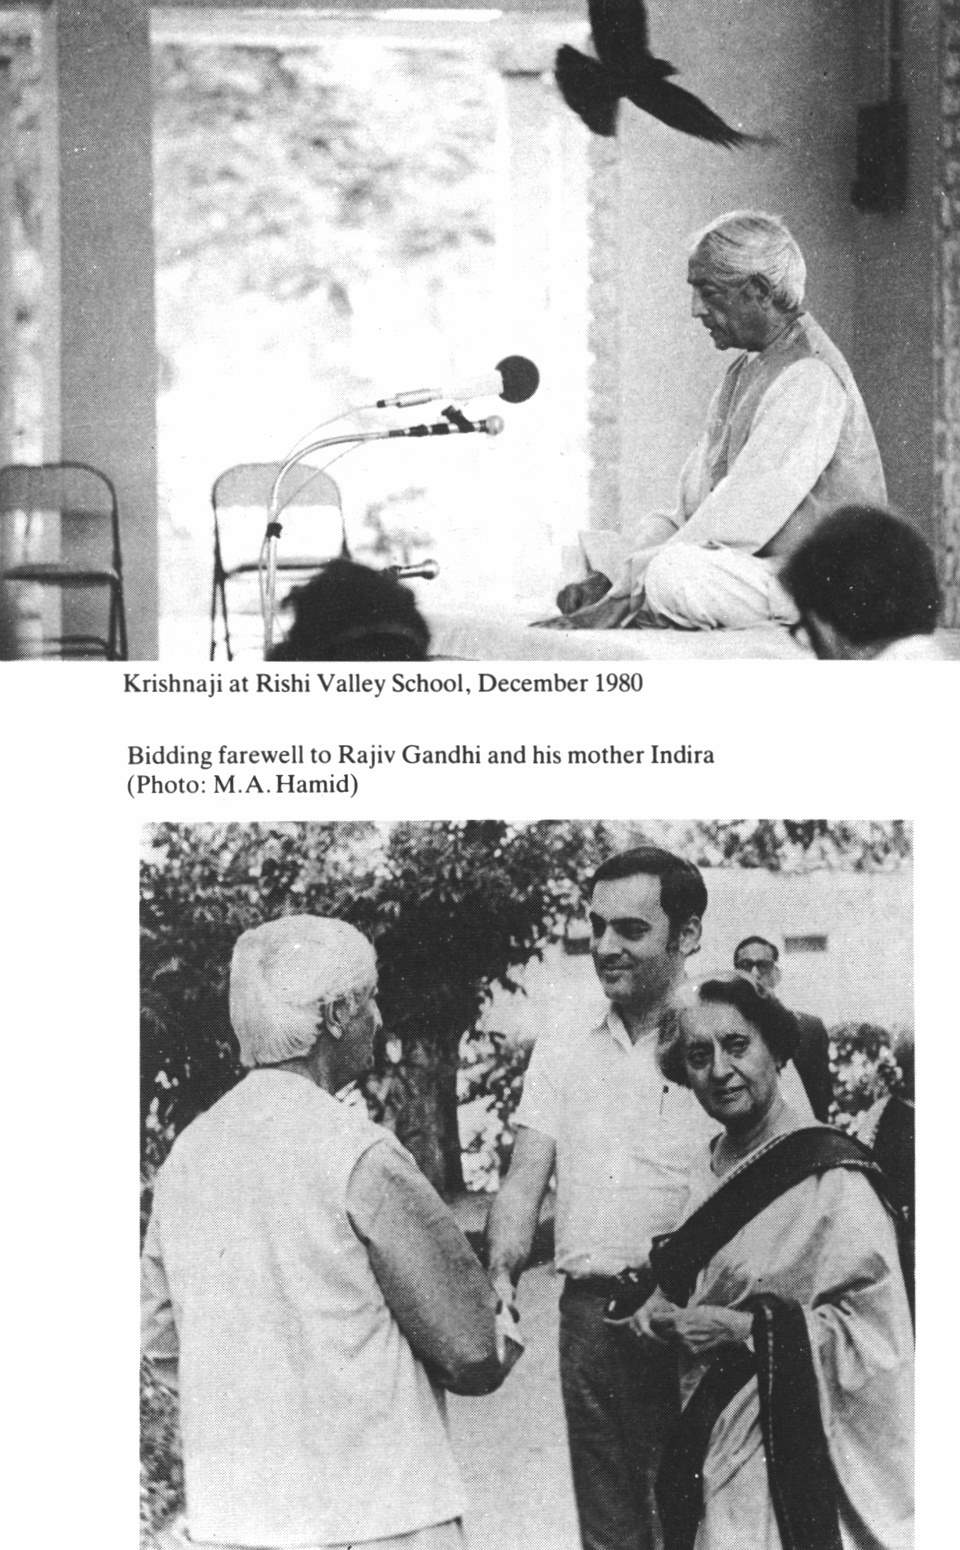 Krishnaji at Rishi Valley School, December 1980
Bidding farewell to Rajiv Gandhi and his mother Indira
(Photo: M.A. Hamid)